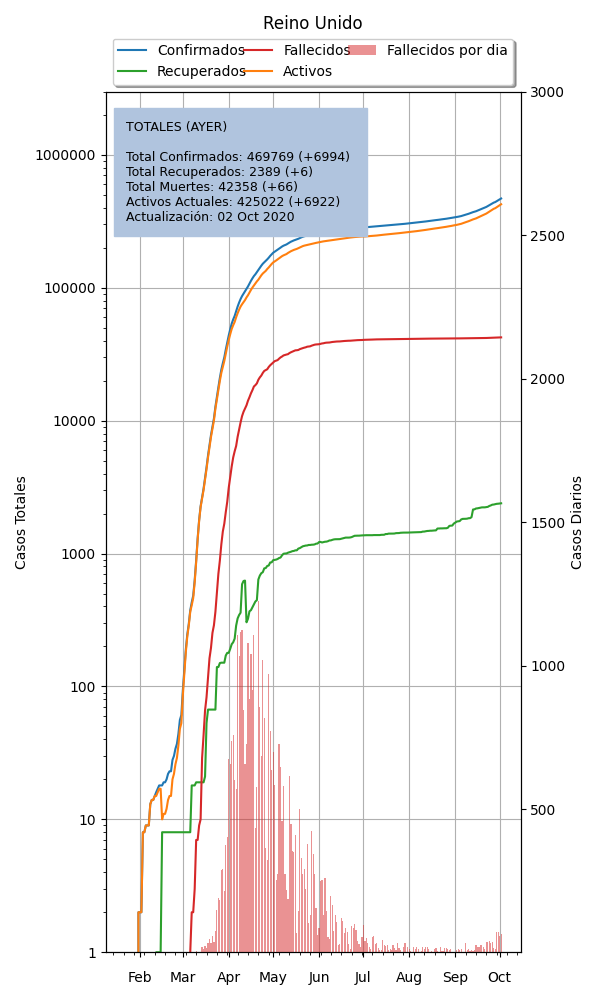 Reino Unido
Confirmados
Recuperados
Fallecidos
Activos
Fallecidos por dia
TOTALES (AYER)
Total Confirmados: 469769 (+6994)
Total Recuperados: 2389 (+6)
Total Muertes: 42358 (+66)
Activos Actuales: 425022 (+6922)
Actualización: 02 Oct 2020
Casos Totales
1000000
100000
10000
1000
100
10
1
3000
2500
2000
1500
1000
500
Casos Diarios
Feb Mar Apr May Jun Jul Aug Sep Oct